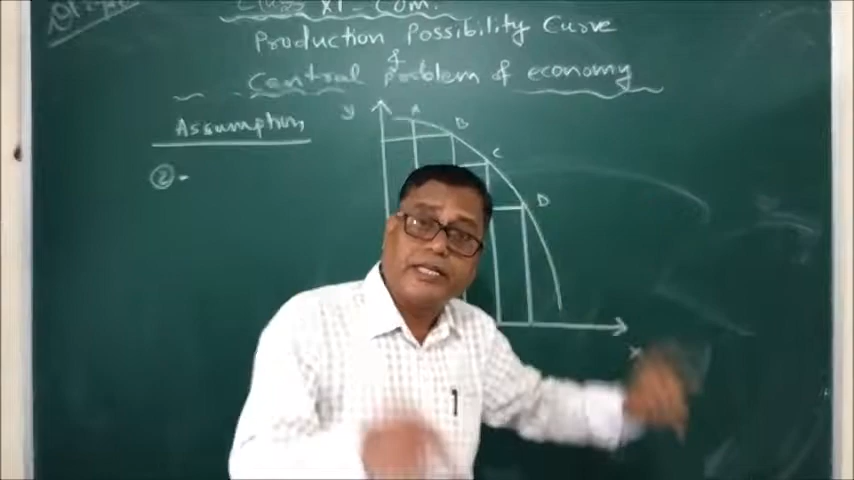 Class XI - Com.
Production Possibility Curve
&
Central Problem of economy
Assumption
y
A
B
C
D
②-
x